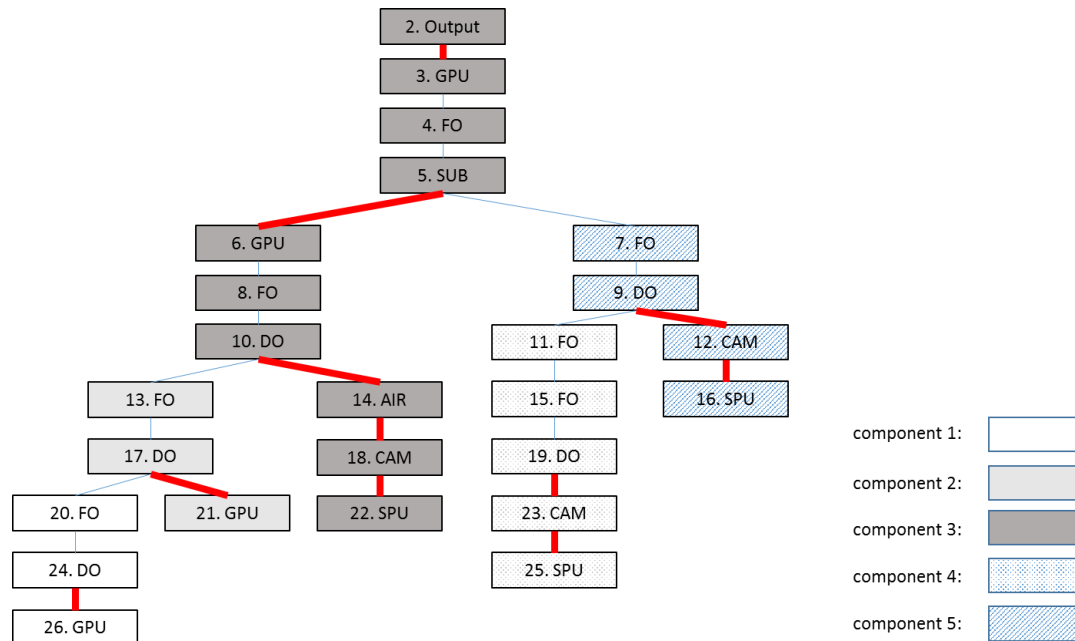 2. Output
3. GPU
4. FO
5. SUB
6. GPU
7. FO
8. FO
9. DO
10. DO
11. FO
12. CAM
13. FO
14. AIR
15. FO
16. SPU
17. DO
18. CAM
19. DO
20. FO
21. GPU
22. SPU
23. CAM
24. DO
25. SPU
26. GPU
component 1:
component 2:
component 3:
component 4:
component 5: